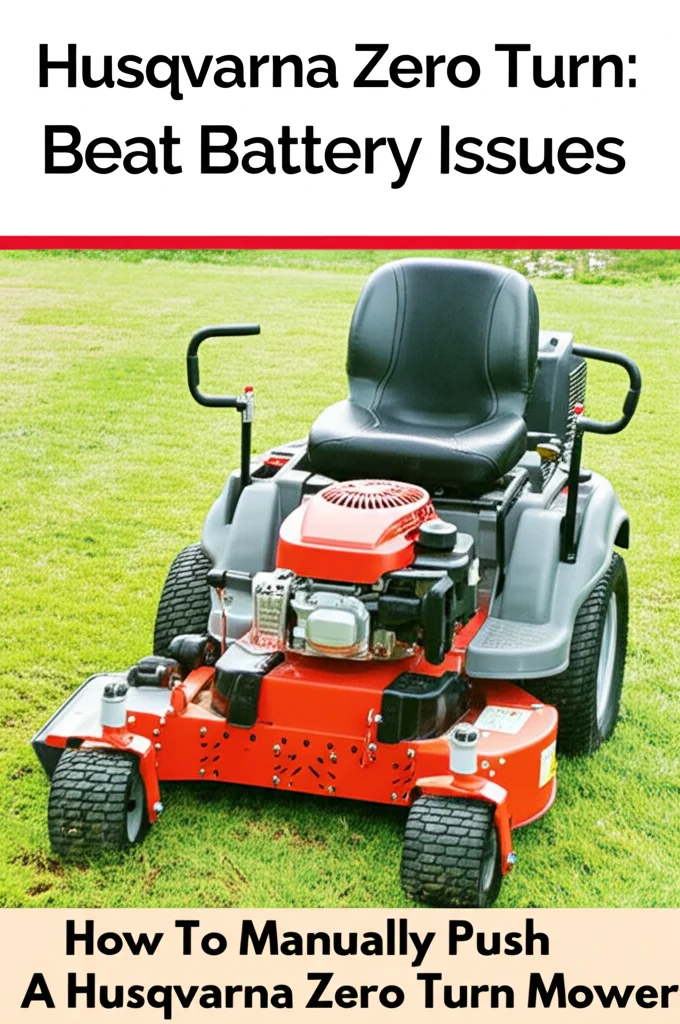 Husqvarna Zero Turn:
Beat Battery Issues
How To Manually Push
A Husqvarna Zero Turn Mower